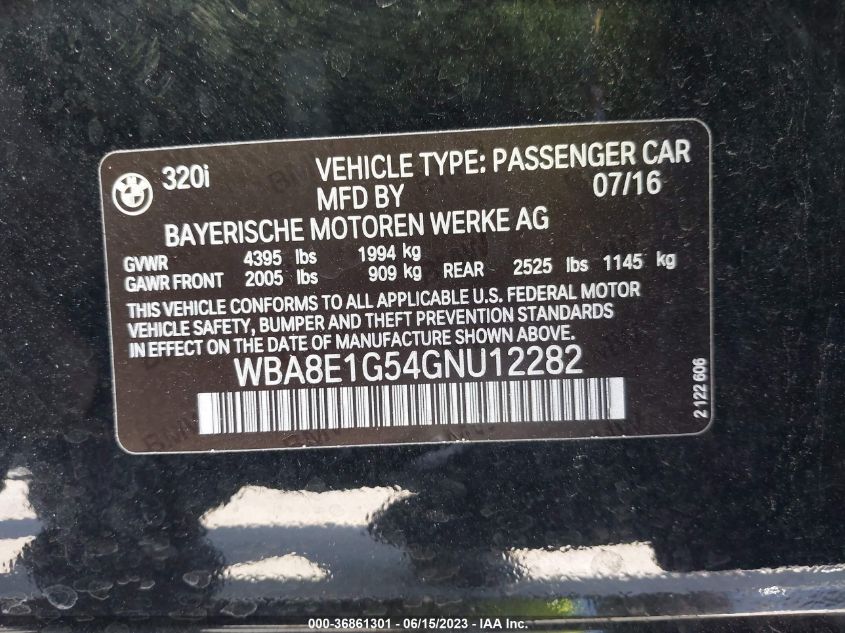 320i VEHICLE TYPE: PASSENGER CAR
MFD BY 07/16
BAYERISCHE MOTOREN WERKE AG
GVWR 4395 lbs 1994 kg
GAWR FRONT 2005 lbs 909 kg REAR 2525 lbs 1145 kg
THIS VEHICLE CONFORMS TO ALL APPLICABLE U.S. FEDERAL MOTOR
VEHICLE SAFETY, BUMPER AND THEFT PREVENTION STANDARDS
IN EFFECT ON THE DATE OF MANUFACTURE SHOWN ABOVE.
WBA8E1G54GNU12282
2 122 606
000-36861301 - 06/15/2023 - IAA Inc.